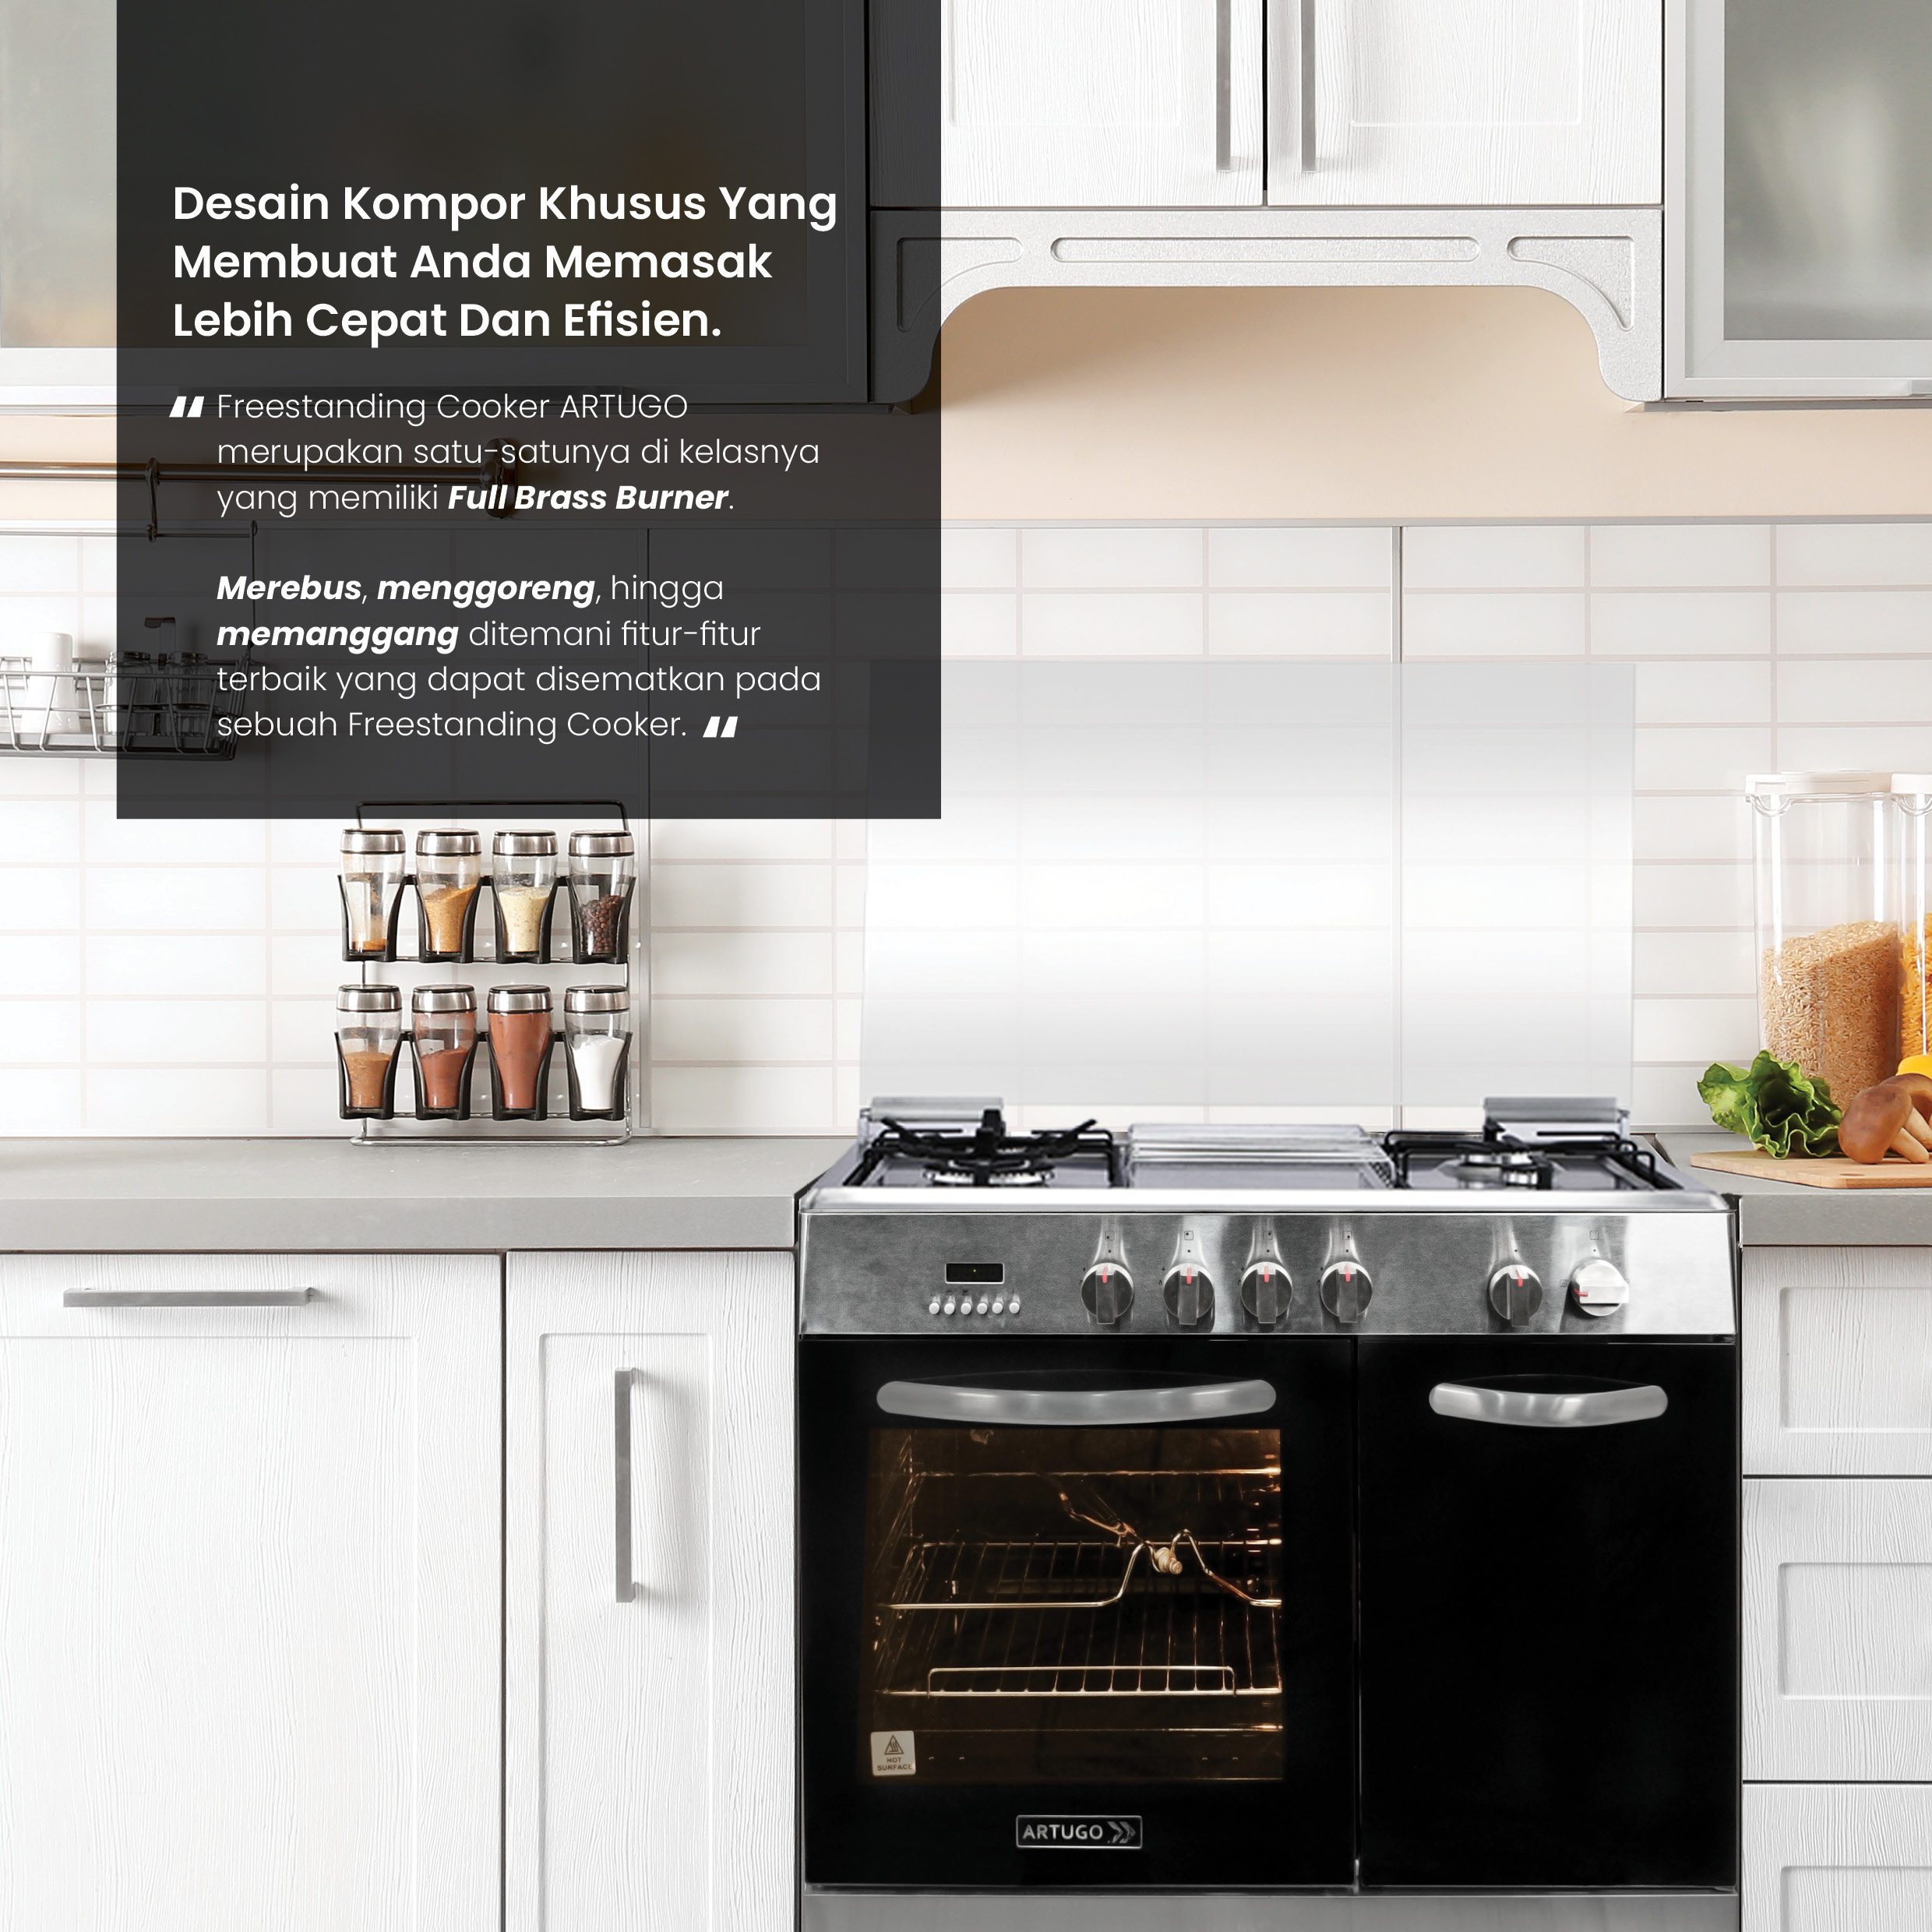 Desain Kompor Khusus Yang
Membuat Anda Memasak
Lebih Cepat Dan Efisien.
" Freestanding Cooker ARTUGO
merupakan satu-satunya di kelasnya
yang memiliki Full Brass Burner.
Merebus, menggoreng, hingga
memanggang ditemani fitur-fitur
terbaik yang dapat disematkan pada
sebuah Freestanding Cooker. "
HOT
SURFACE
ARTUGO